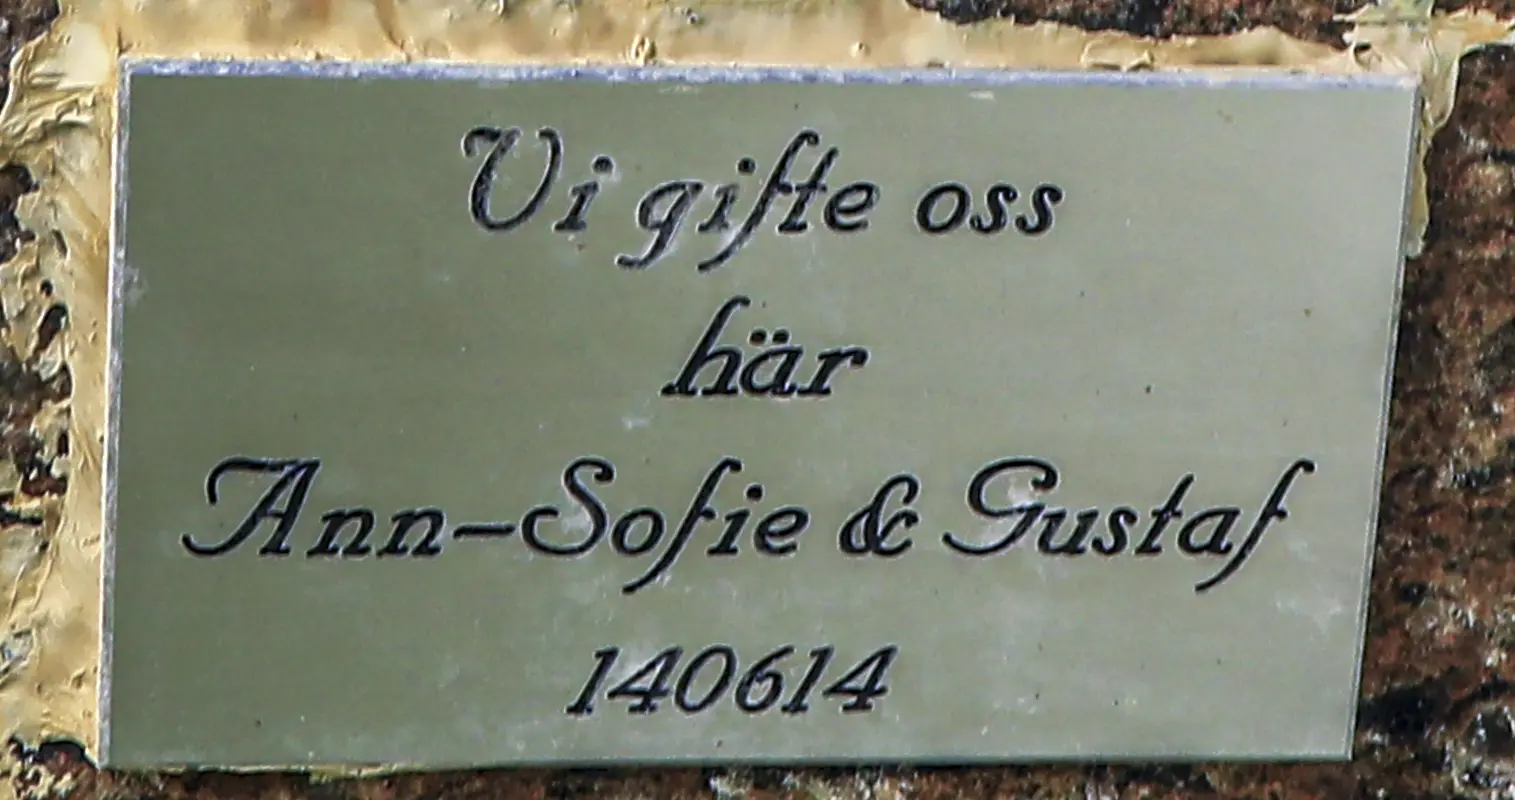 Vi gifte oss
här
Ann-Sofie & Gustaf
140614